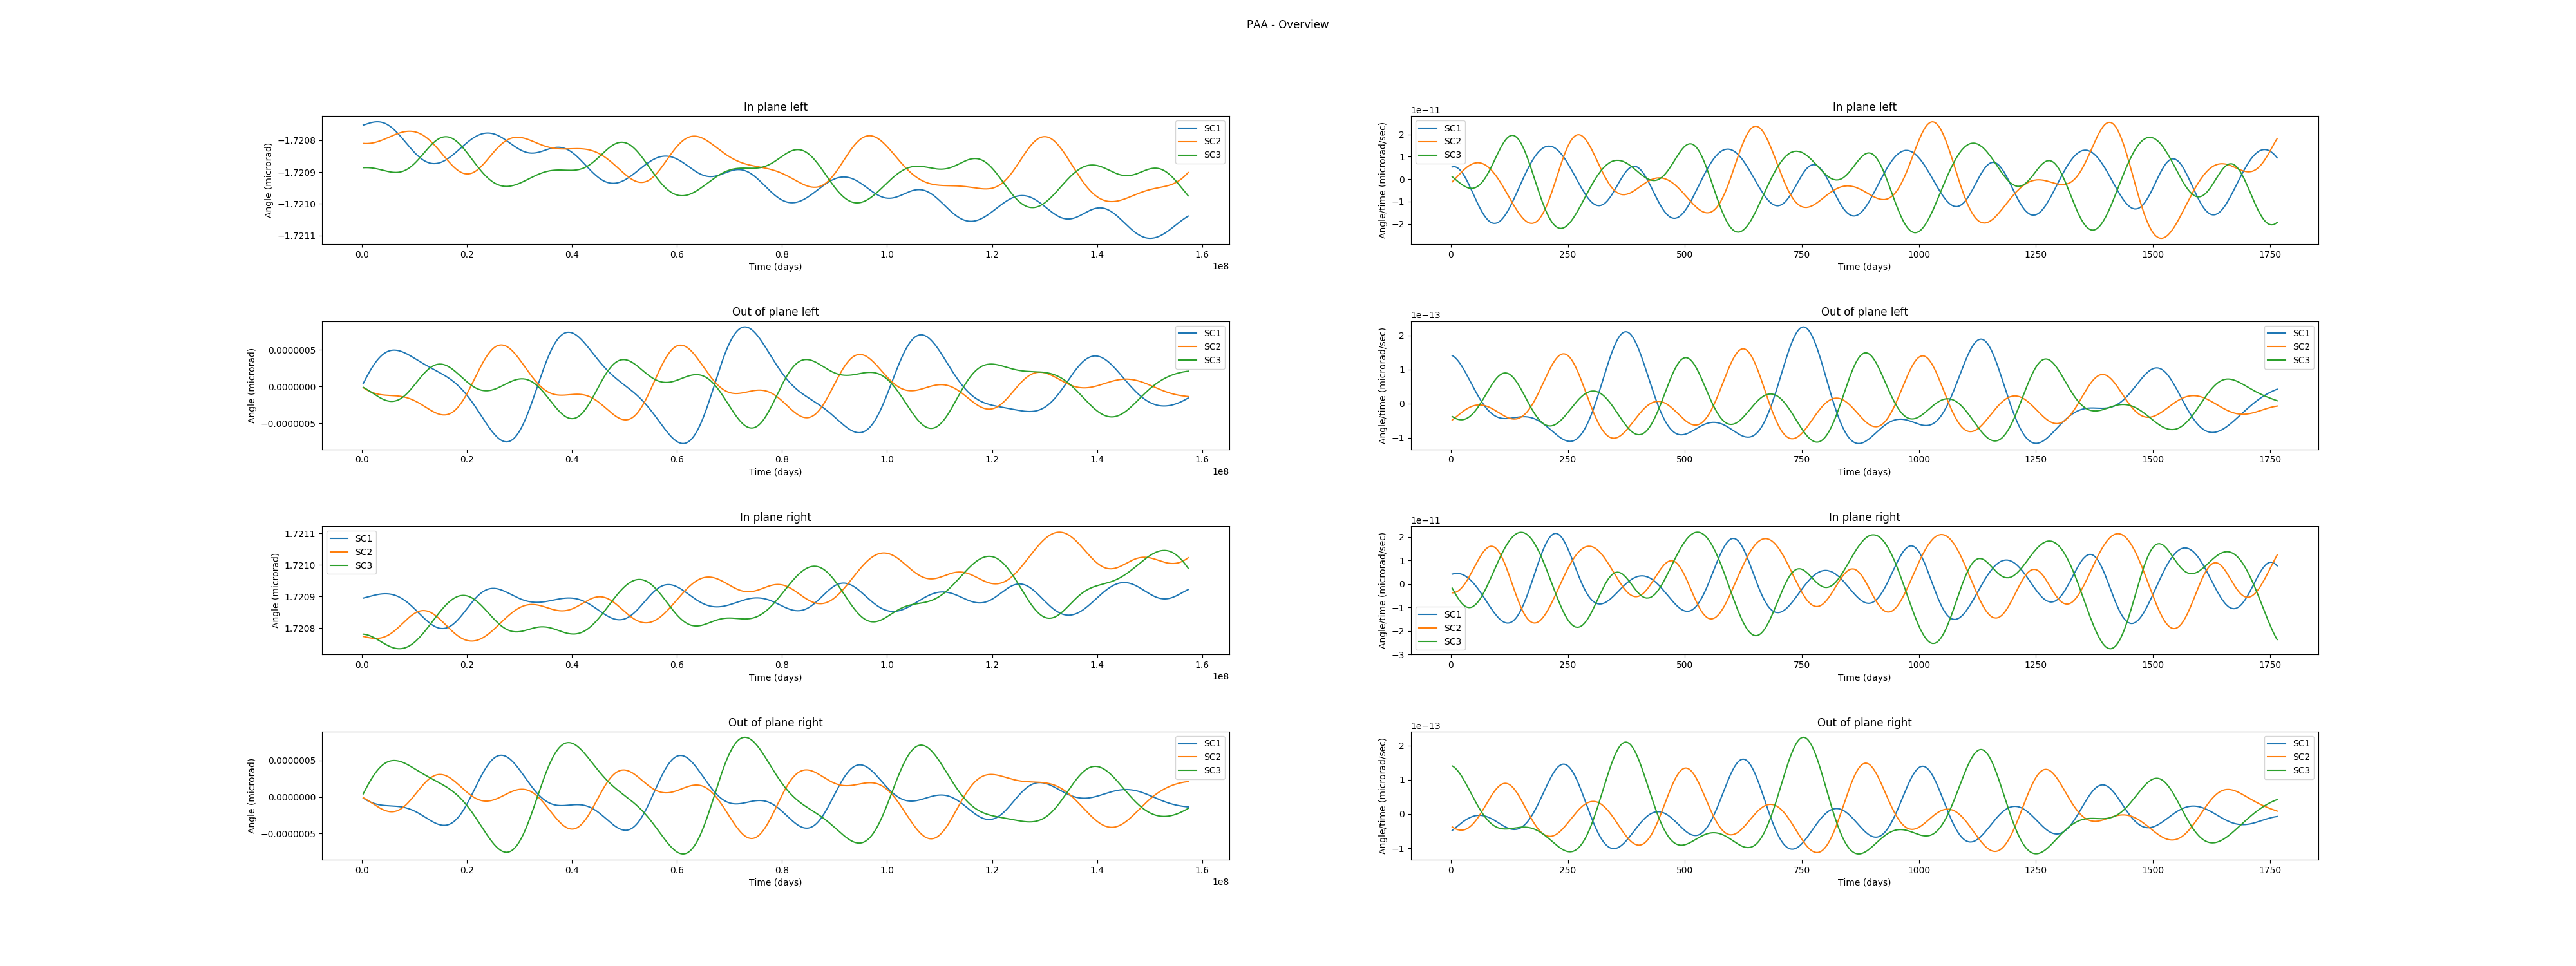 PAA - Overview
In plane left
Angle (microrad)
−1.7208
−1.7209
−1.7210
−1.7211
SC1
SC2
SC3
0.0 0.2 0.4 0.6 0.8 1.0 1.2 1.4 1.6
1e8
Time (days)
In plane left
1e−11
Angle/time (microrad/sec)
2
1
0
−1
−2
SC1
SC2
SC3
0 250 500 750 1000 1250 1500 1750
Time (days)
Out of plane left
Angle (microrad)
0.0000005
0.0000000
−0.0000005
SC1
SC2
SC3
0.0 0.2 0.4 0.6 0.8 1.0 1.2 1.4 1.6
1e8
Time (days)
Out of plane left
1e−13
Angle/time (microrad/sec)
2
1
0
−1
SC1
SC2
SC3
0 250 500 750 1000 1250 1500 1750
Time (days)
In plane right
Angle (microrad)
1.7211
1.7210
1.7209
1.7208
SC1
SC2
SC3
0.0 0.2 0.4 0.6 0.8 1.0 1.2 1.4 1.6
1e8
Time (days)
In plane right
1e−11
Angle/time (microrad/sec)
2
1
0
−1
−2
−3
SC1
SC2
SC3
0 250 500 750 1000 1250 1500 1750
Time (days)
Out of plane right
Angle (microrad)
0.0000005
0.0000000
−0.0000005
SC1
SC2
SC3
0.0 0.2 0.4 0.6 0.8 1.0 1.2 1.4 1.6
1e8
Time (days)
Out of plane right
1e−13
Angle/time (microrad/sec)
2
1
0
−1
SC1
SC2
SC3
0 250 500 750 1000 1250 1500 1750
Time (days)